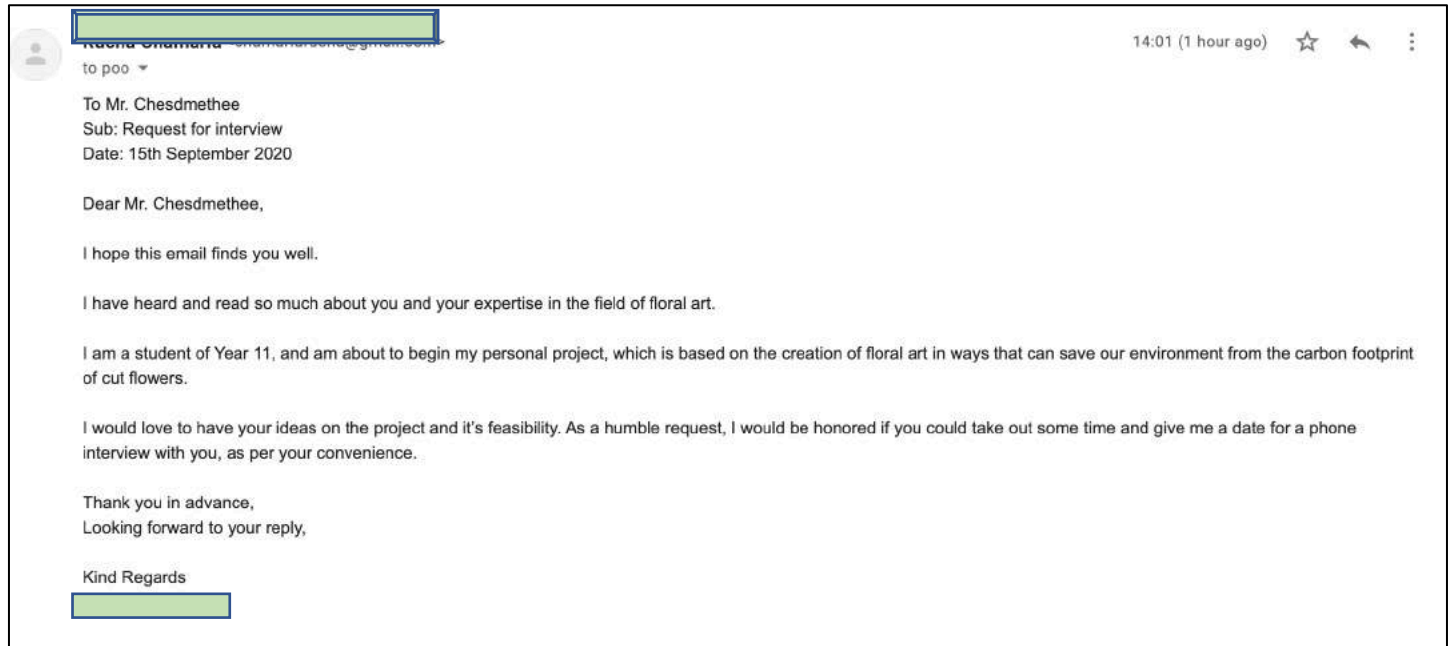 14:01 (1 hour ago)
to poo
To Mr. Chesdmethee
Sub: Request for interview
Date: 15th September 2020
Dear Mr. Chesdmethee,
I hope this email finds you well.
I have heard and read so much about you and your expertise in the field of floral art.
I am a student of Year 11, and am about to begin my personal project, which is based on the creation of floral art in ways that can save our environment from the carbon footprint
of cut flowers.
I would love to have your ideas on the project and it's feasibility. As a humble request, I would be honored if you could take out some time and give me a date for a phone
interview with you, as per your convenience.
Thank you in advance,
Looking forward to your reply,
Kind Regards